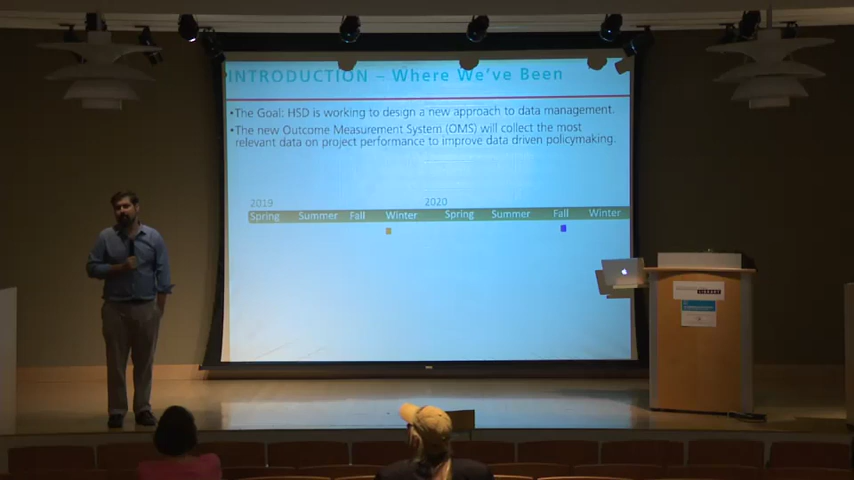 INTRODUCTION – Where We've Been
•The Goal: HSD is working to design a new approach to data management.
•The new Outcome Measurement System (OMS) will collect the most
relevant data on project performance to improve data driven policymaking.
2019 2020
Spring Summer Fall Winter Spring Summer Fall Winter
LIBRARY